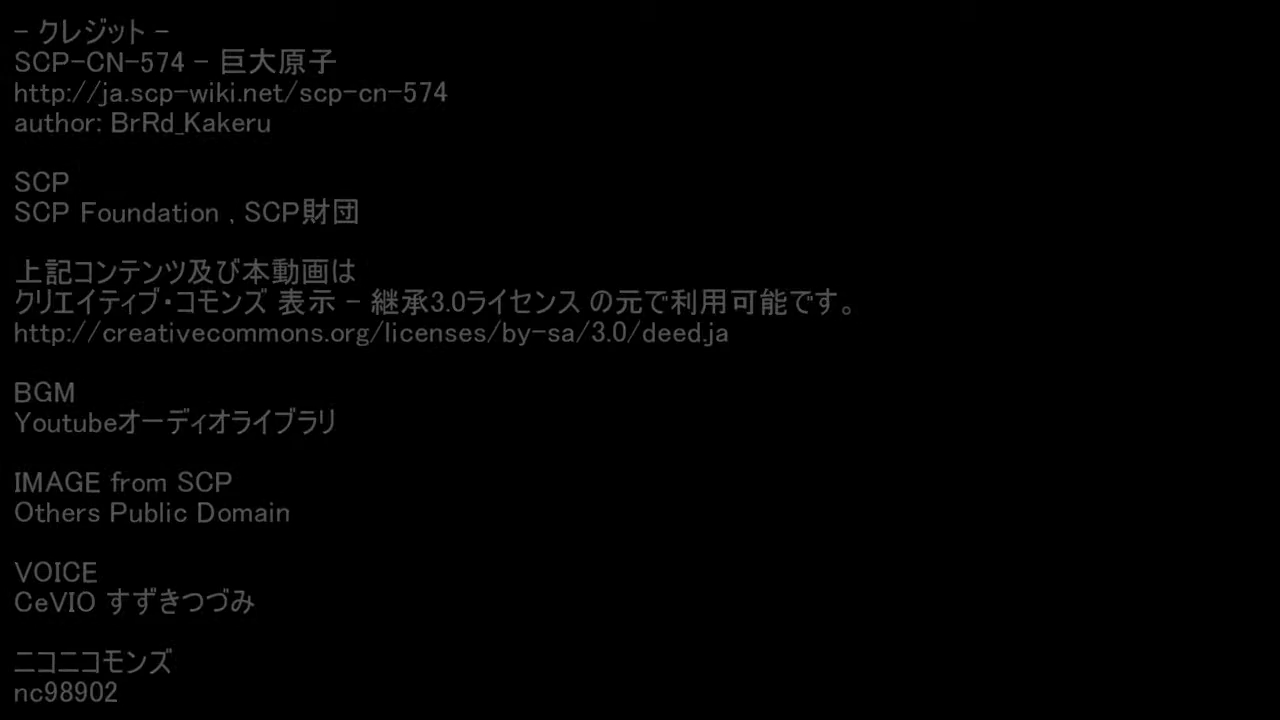 - クレジット -
SCP-CN-574 - 巨大原子
http://ja.scp-wiki.net/scp-cn-574
author: BrRd_Kakeru
SCP
SCP Foundation , SCP財団
上記コンテンツ及び本動画は
クリエイティブ・コモンズ 表示 - 継承3.0ライセンス の元で利用可能です。
http://creativecommons.org/licenses/by-sa/3.0/deed.ja
BGM
Youtubeオーディオライブラリ
IMAGE from SCP
Others Public Domain
VOICE
CeVIO すずきつづみ
ニコニコモンズ
nc98902